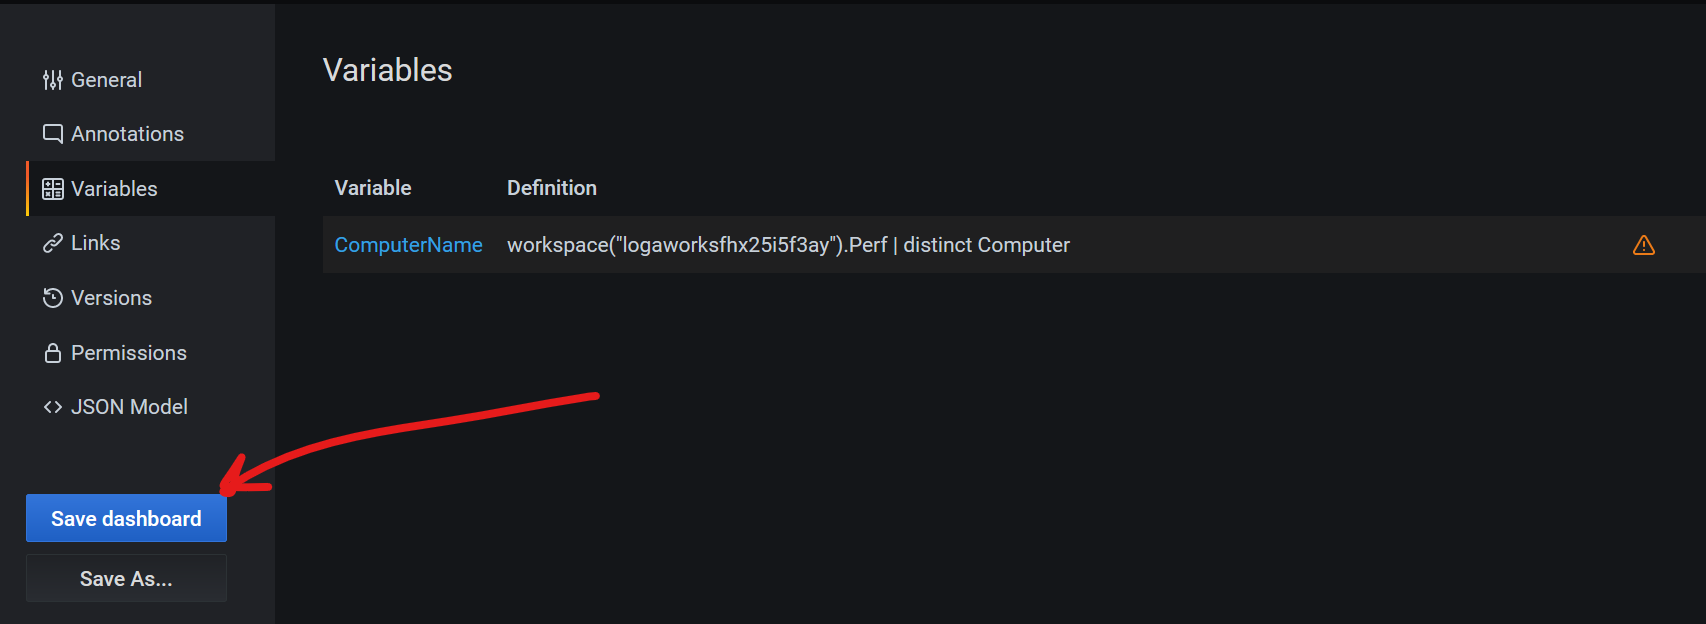 General
Annotations
Variables
Links
Versions
Permissions
JSON Model
Save dashboard
Save As...
Variables
Variable Definition
ComputerName workspace("logaworksfhx25i5f3ay").Perf | distinct Computer